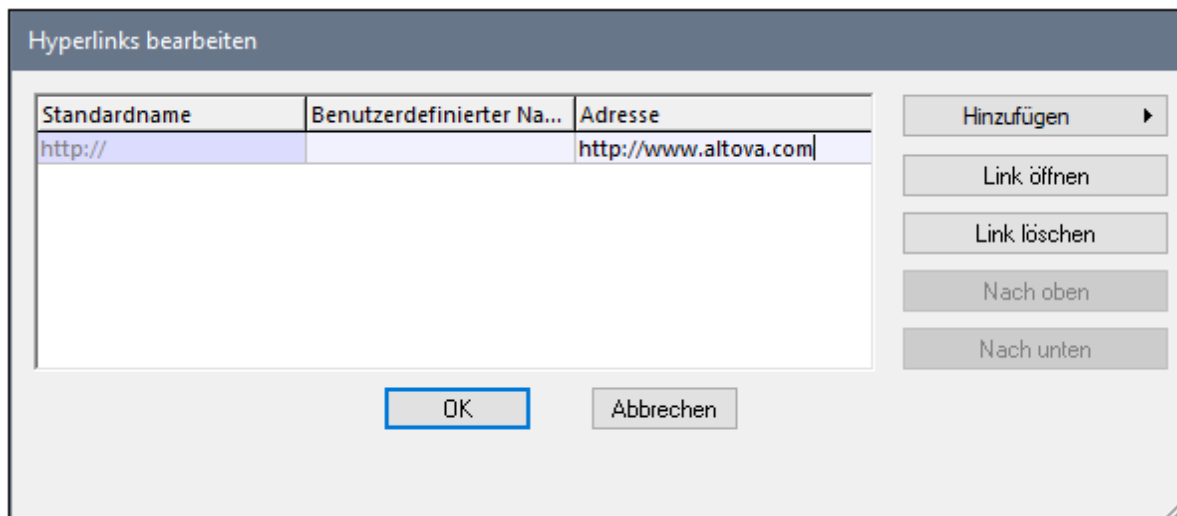 Hyperlinks bearbeiten
Standardname Benutzerdefinierter Na... Adresse
http:// http://www.altova.com
Hinzufügen
Link öffnen
Link löschen
Nach oben
Nach unten
OK Abbrechen